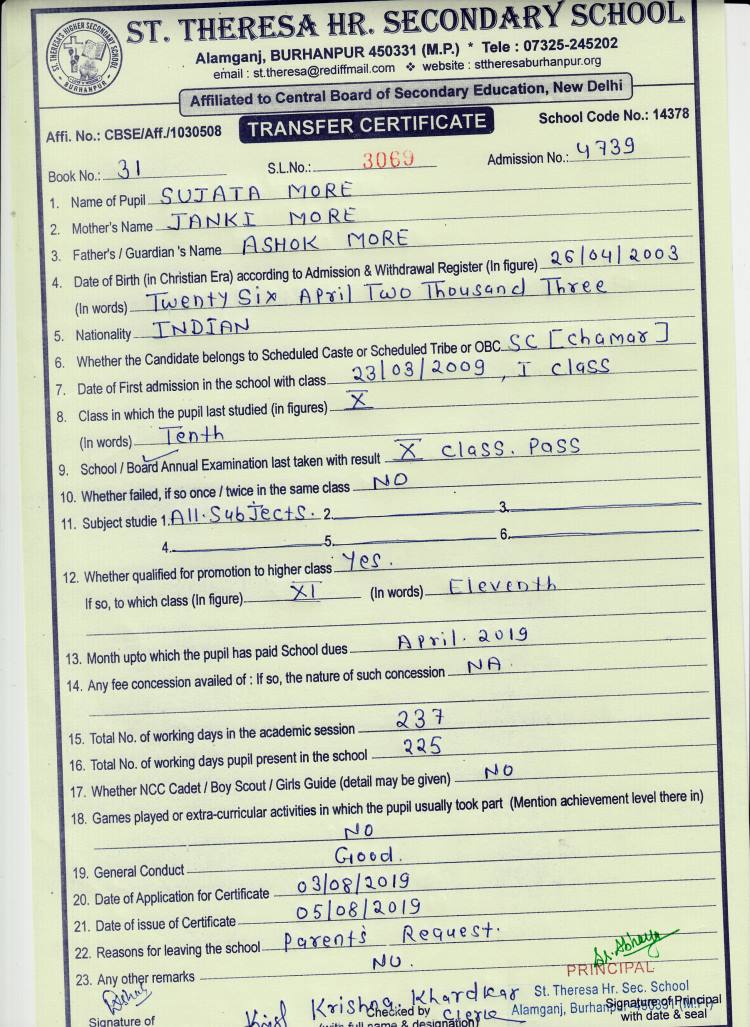 ST. THERESA'S HIGHER SECONDARY SCHOOL
BURHANPUR
ST. THERESA HR. SECONDARY SCHOOL
Alamganj, BURHANPUR 450331 (M.P.) * Tele : 07325-245202
email : st.theresa@rediffmail.com ❖ website : sttheresaburhanpur.org
Affiliated to Central Board of Secondary Education, New Delhi
Affi. No.: CBSE/Aff./1030508 TRANSFER CERTIFICATE School Code No.: 14378
Book No.: 31 S.L.No.: 3069 Admission No.: 4739
1. Name of Pupil SUJATA MORE
2. Mother's Name JANKI MORE
3. Father's / Guardian 's Name ASHOK MORE
4. Date of Birth (in Christian Era) according to Admission & Withdrawal Register (In figure) 26/04/2003
(In words) Twenty Six April Two Thousand Three
5. Nationality INDIAN
6. Whether the Candidate belongs to Scheduled Caste or Scheduled Tribe or OBC SC [chamar]
7. Date of First admission in the school with class 23/03/2009, I class
8. Class in which the pupil last studied (in figures) X
(In words) Tenth
9. School / Board Annual Examination last taken with result X class. Pass
10. Whether failed, if so once / twice in the same class NO
11. Subject studie 1. All.Subjects. 2. 3.
4. 5. 6.
12. Whether qualified for promotion to higher class Yes.
If so, to which class (In figure) XI (In words) Eleventh
13. Month upto which the pupil has paid School dues April. 2019
14. Any fee concession availed of : If so, the nature of such concession NA.
15. Total No. of working days in the academic session 237
16. Total No. of working days pupil present in the school 225
17. Whether NCC Cadet / Boy Scout / Girls Guide (detail may be given) NO
18. Games played or extra-curricular activities in which the pupil usually took part (Mention achievement level there in)
NO
19. General Conduct Good.
20. Date of Application for Certificate 03/08/2019
21. Date of issue of Certificate 05/08/2019
22. Reasons for leaving the school Parent's Request.
23. Any other remarks NO.
PRINCIPAL
St. Theresa Hr. Sec. School
Alamganj, Burhanpur-450331 (M.P.)
Krishna Khardkar
Signature of Checked by Clerk Signature of Principal
(with full name & designation) with date & seal